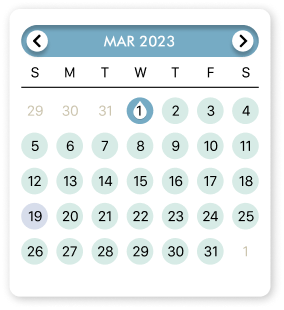 MAR 2023
S M T W T F S
29 30 31 1 2 3 4
5 6 7 8 9 10 11
12 13 14 15 16 17 18
19 20 21 22 23 24 25
26 27 28 29 30 31 1